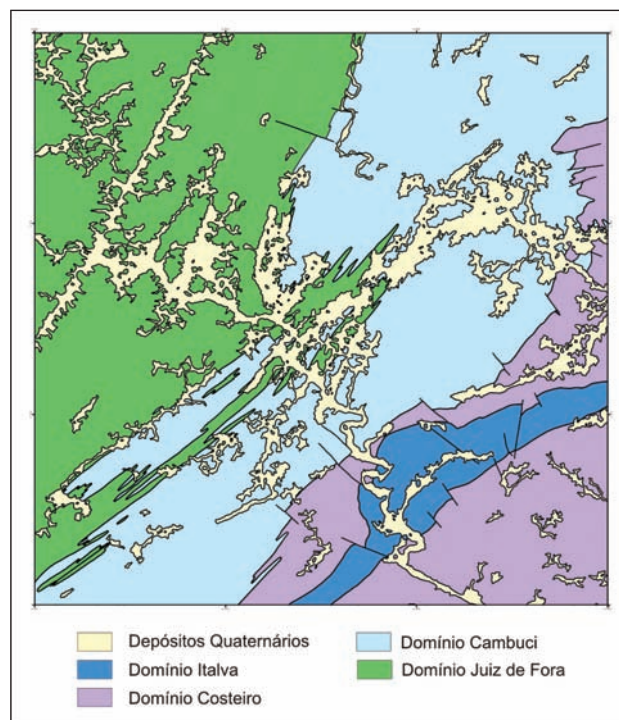 Depósitos Quaternários
Domínio Italva
Domínio Costeiro
Domínio Cambuci
Domínio Juiz de Fora